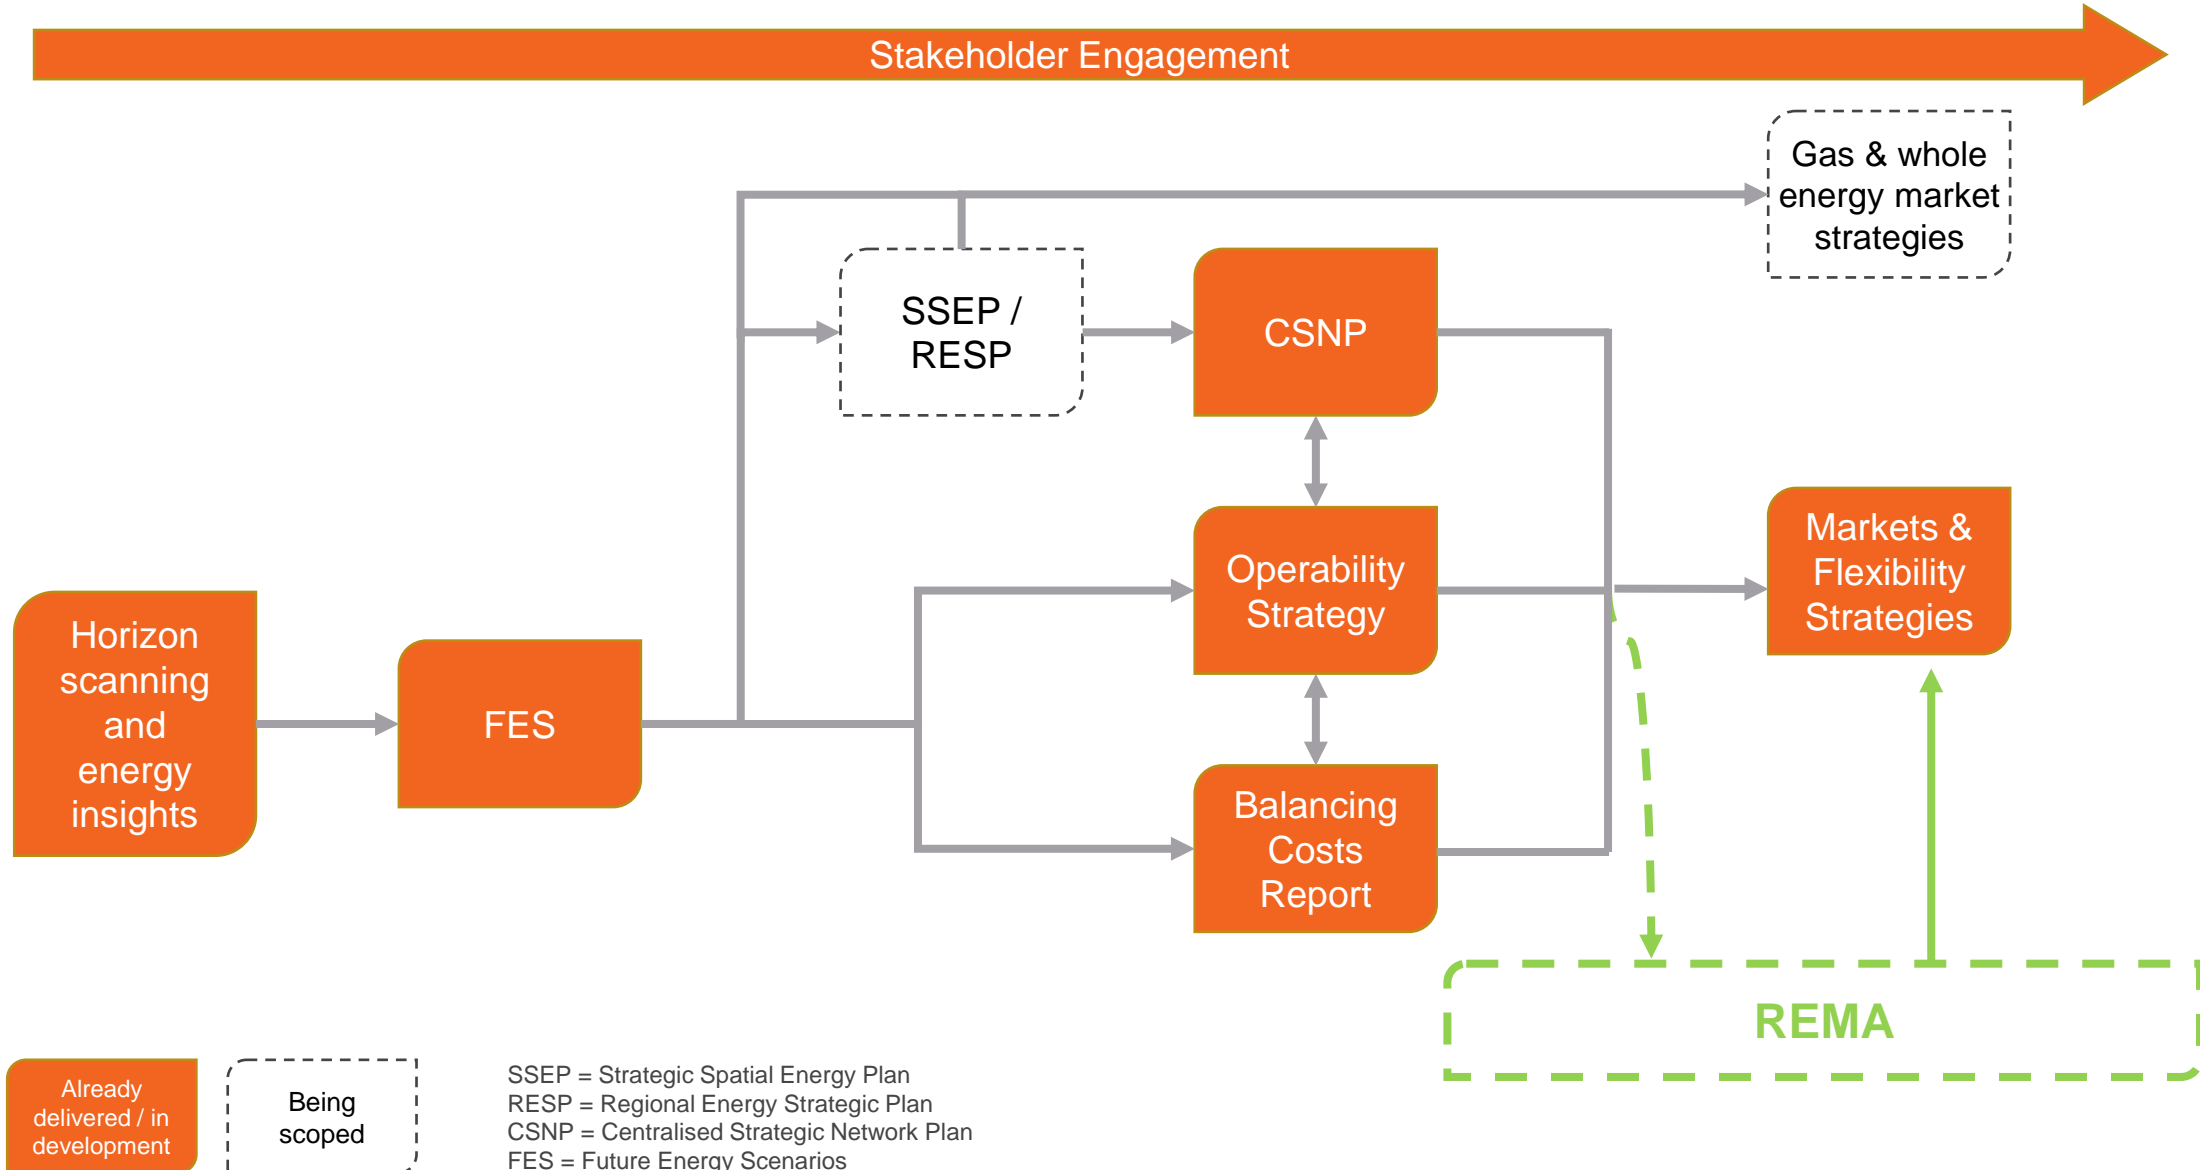 Stakeholder Engagement
Gas & whole
energy market
strategies
SSEP /
RESP
CSNP
Operability
Strategy
Markets &
Flexibility
Strategies
Horizon
scanning
and
energy
insights
FES
Balancing
Costs
Report
REMA
Already
delivered / in
development
Being
scoped
SSEP = Strategic Spatial Energy Plan
RESP = Regional Energy Strategic Plan
CSNP = Centralised Strategic Network Plan
FES = Future Energy Scenarios